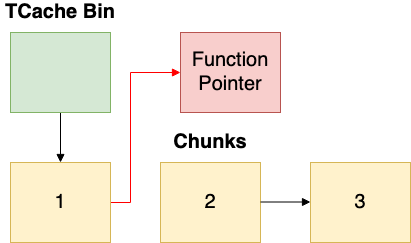 TCache Bin
Function
Pointer
Chunks
1
2
3